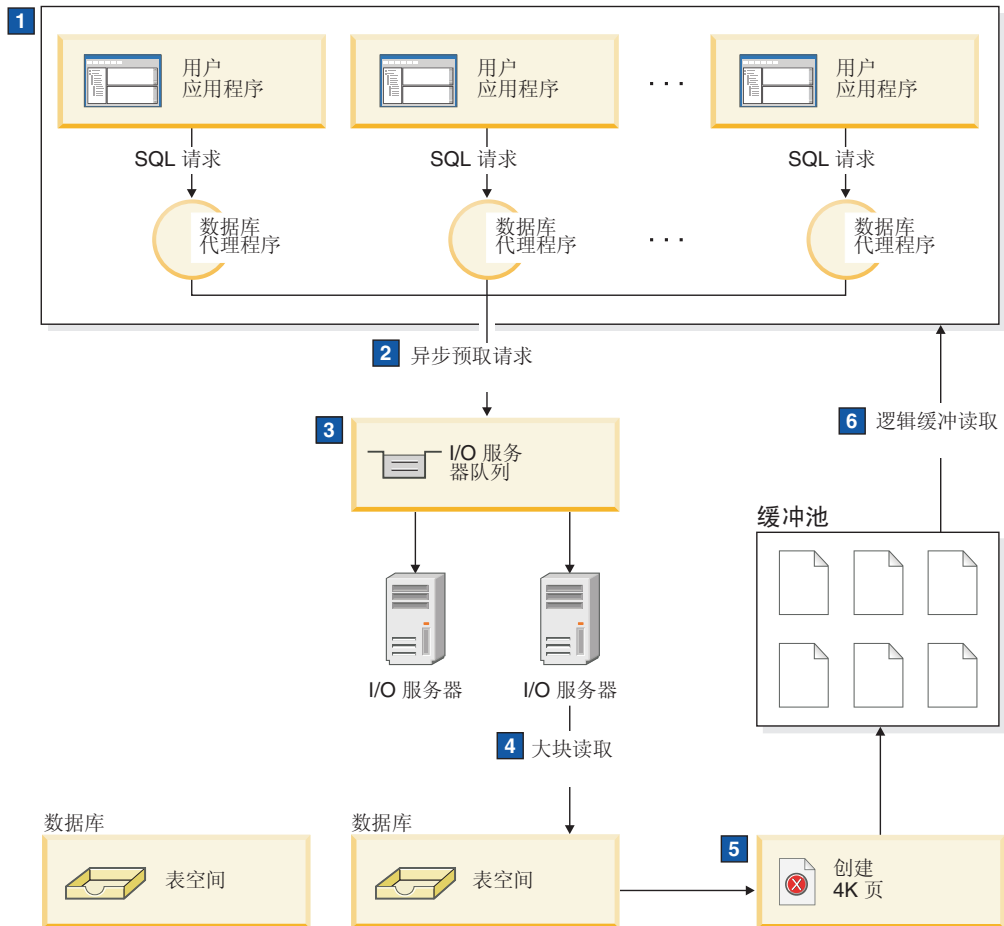 1
用户
应用程序
用户
应用程序
. . .
用户
应用程序
SQL 请求
SQL 请求
SQL 请求
数据库
代理程序
数据库
代理程序
. . .
数据库
代理程序
2 异步预取请求
3
I/O 服务
器队列
6 逻辑缓冲读取
缓冲池
I/O 服务器
I/O 服务器
4 大块读取
数据库
表空间
数据库
表空间
5
创建
4K 页